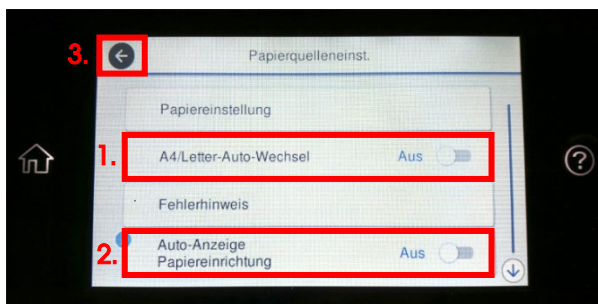 3.
Papierquelleneinst.
Papiereinstellung
1.
A4/Letter-Auto-Wechsel Aus
Fehlerhinweis
2.
Auto-Anzeige
Papiereinrichtung Aus
?